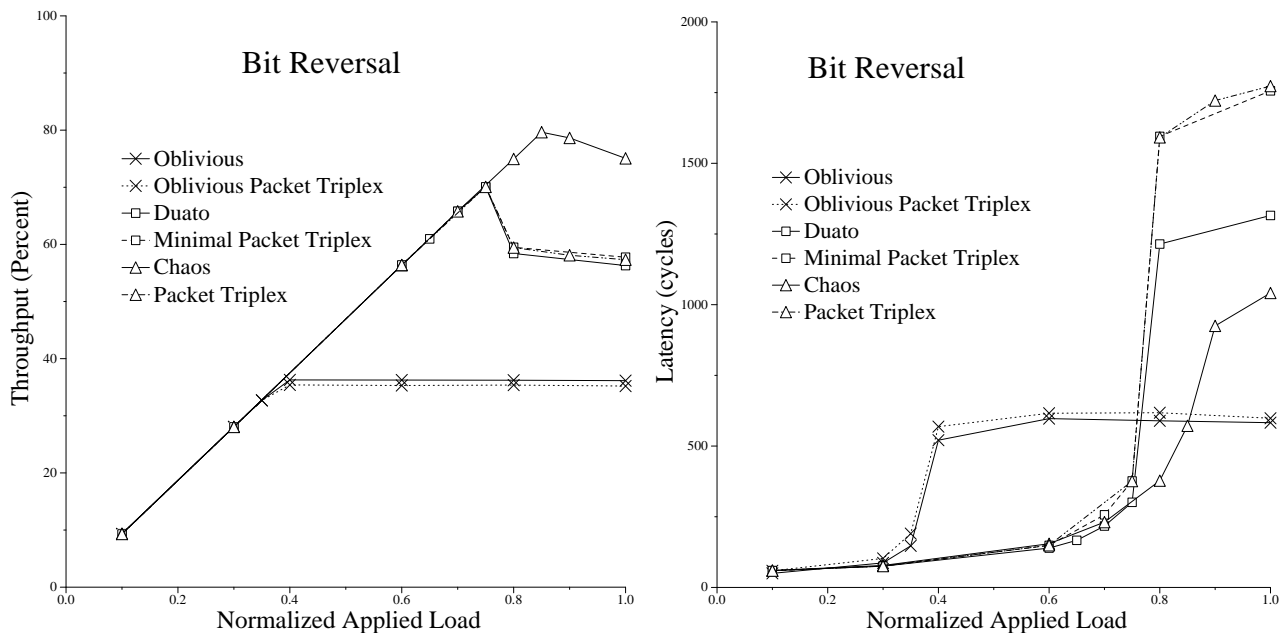 Bit Reversal
Throughput (Percent)
100
80
60
40
20
0
Oblivious
Oblivious Packet Triplex
Duato
Minimal Packet Triplex
Chaos
Packet Triplex
0.0 0.2 0.4 0.6 0.8 1.0
Normalized Applied Load
Bit Reversal
Latency (cycles)
2000
1500
1000
500
0
Oblivious
Oblivious Packet Triplex
Duato
Minimal Packet Triplex
Chaos
Packet Triplex
0.0 0.2 0.4 0.6 0.8 1.0
Normalized Applied Load